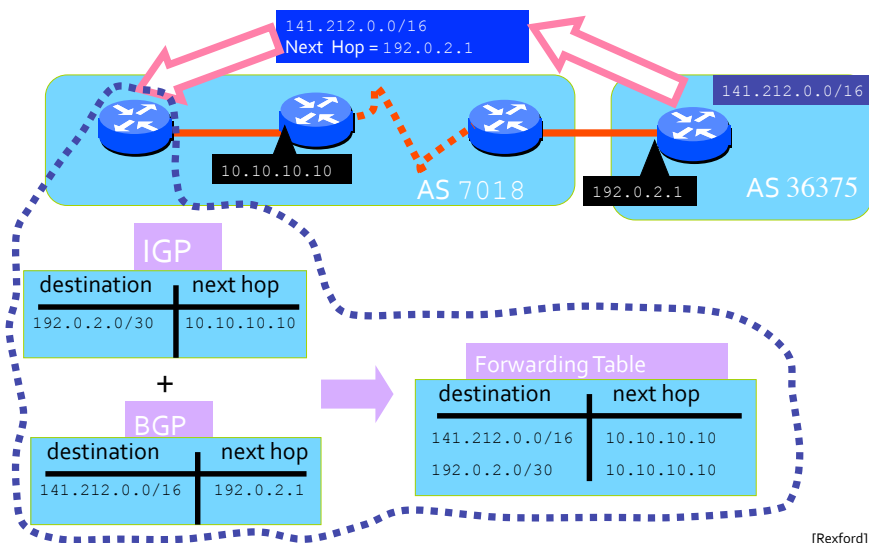 141.212.0.0/16
Next Hop = 192.0.2.1
141.212.0.0/16
10.10.10.10
AS 7018
192.0.2.1
AS 36375
IGP
destination next hop
192.0.2.0/30 10.10.10.10
+
BGP
destination next hop
141.212.0.0/16 192.0.2.1
Forwarding Table
destination next hop
141.212.0.0/16 10.10.10.10
192.0.2.0/30 10.10.10.10
[Rexford]